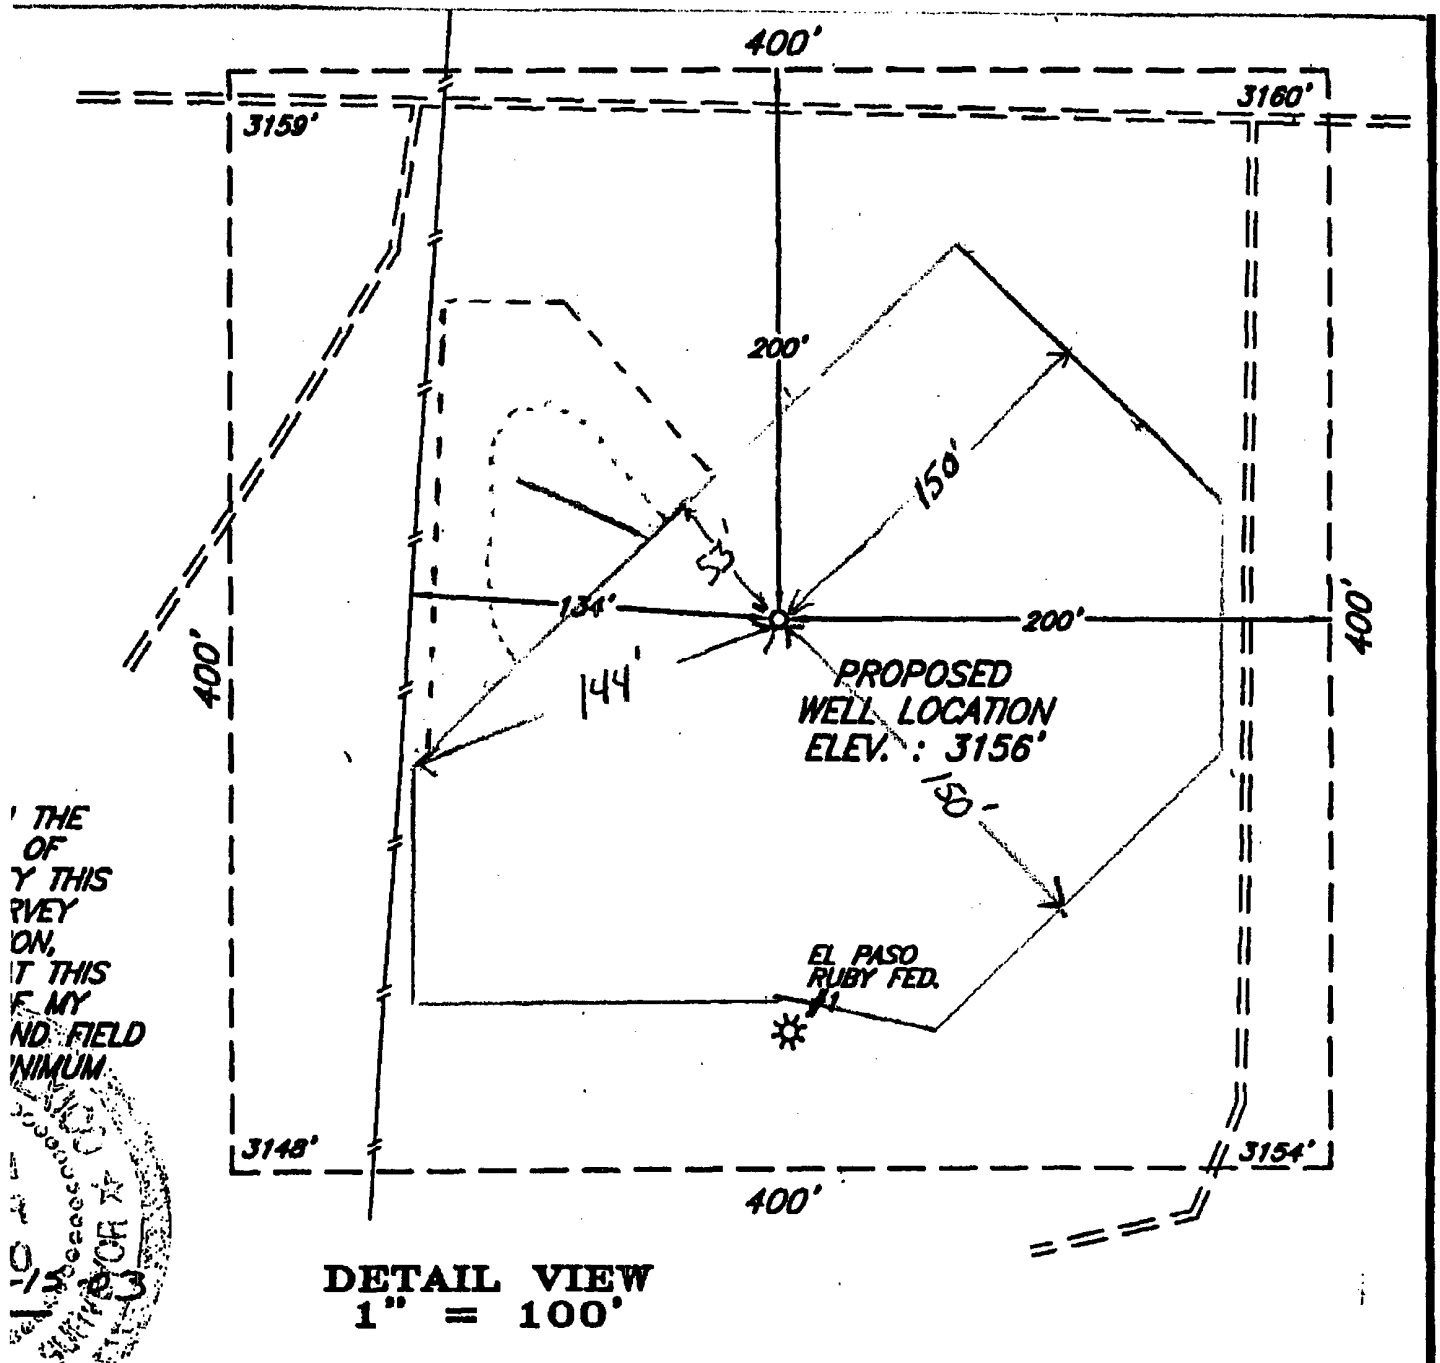 400'
3159'
3160'
200'
150'
53'
134'
200'
400'
400'
144'
PROPOSED
WELL LOCATION
ELEV. : 3156'
150'
THE
OF
Y THIS
RVEY
ON,
T THIS
F MY
ND FIELD
NIMUM
EL PASO
RUBY FED.
#1
3148'
3154'
400'
DETAIL VIEW
1" = 100'